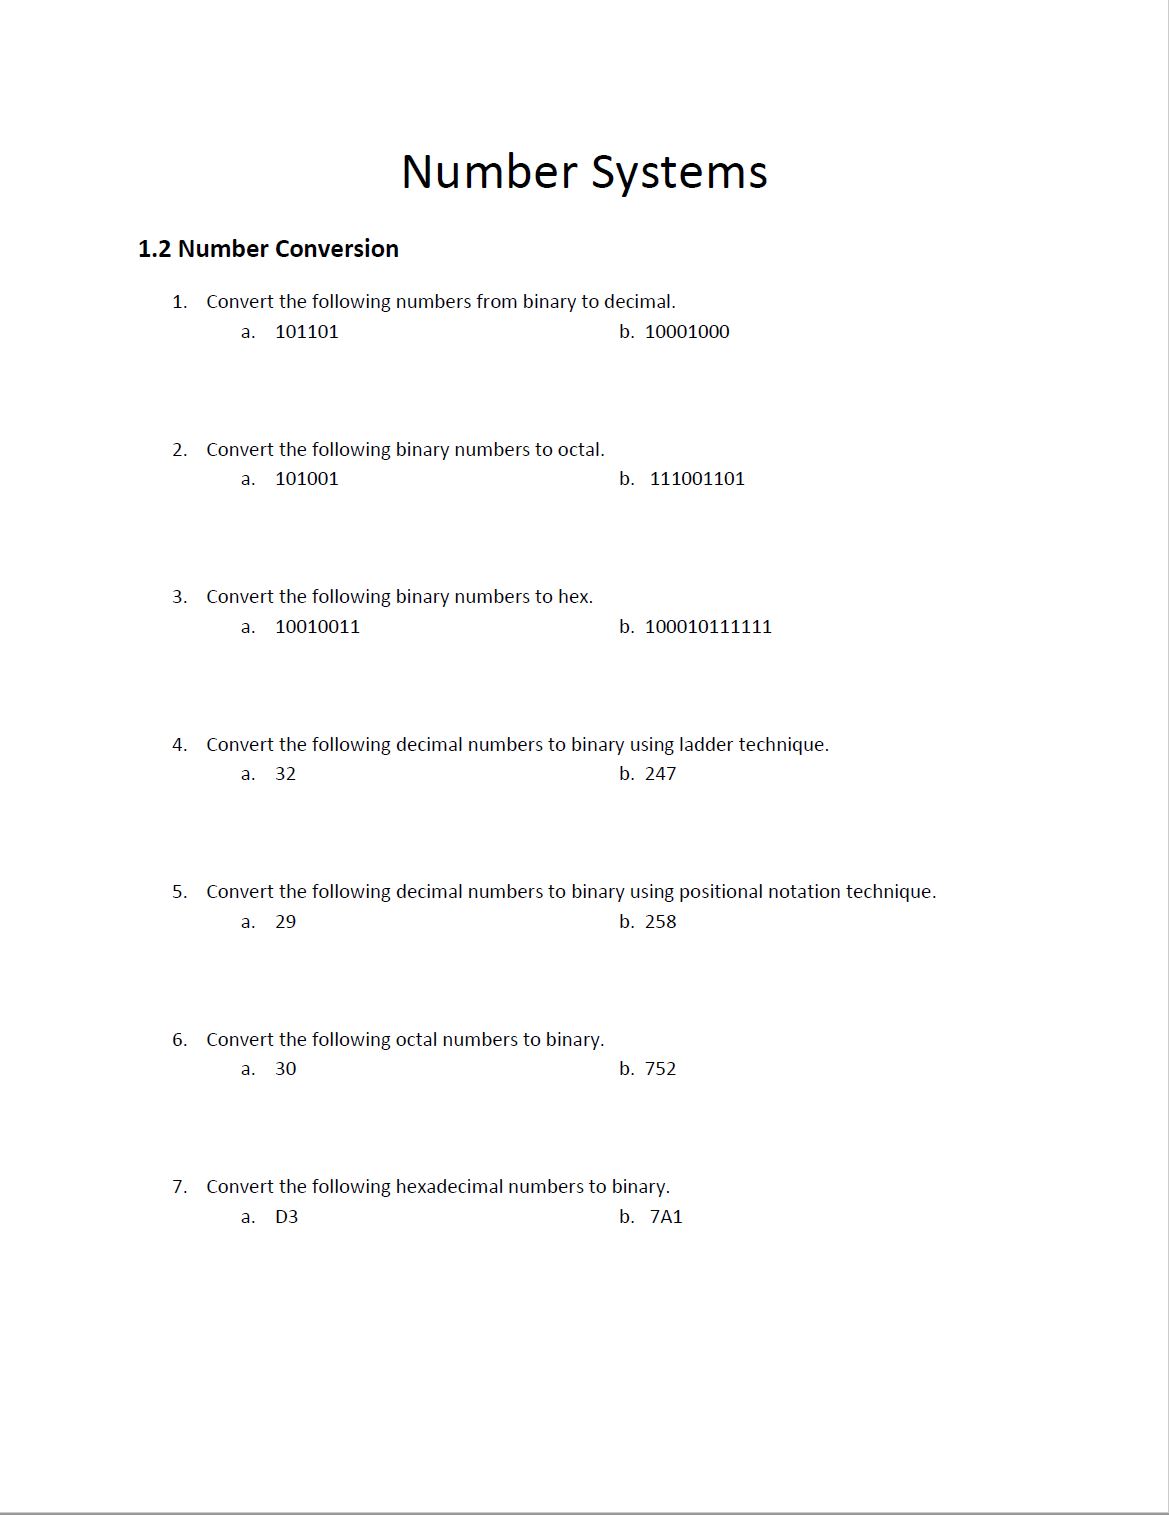 Number Systems
1.2 Number Conversion
1. Convert the following numbers from binary to decimal.
a. 101101 b. 10001000
2. Convert the following binary numbers to octal.
a. 101001 b. 111001101
3. Convert the following binary numbers to hex.
a. 10010011 b. 100010111111
4. Convert the following decimal numbers to binary using ladder technique.
a. 32 b. 247
5. Convert the following decimal numbers to binary using positional notation technique.
a. 29 b. 258
6. Convert the following octal numbers to binary.
a. 30 b. 752
7. Convert the following hexadecimal numbers to binary.
a. D3 b. 7A1